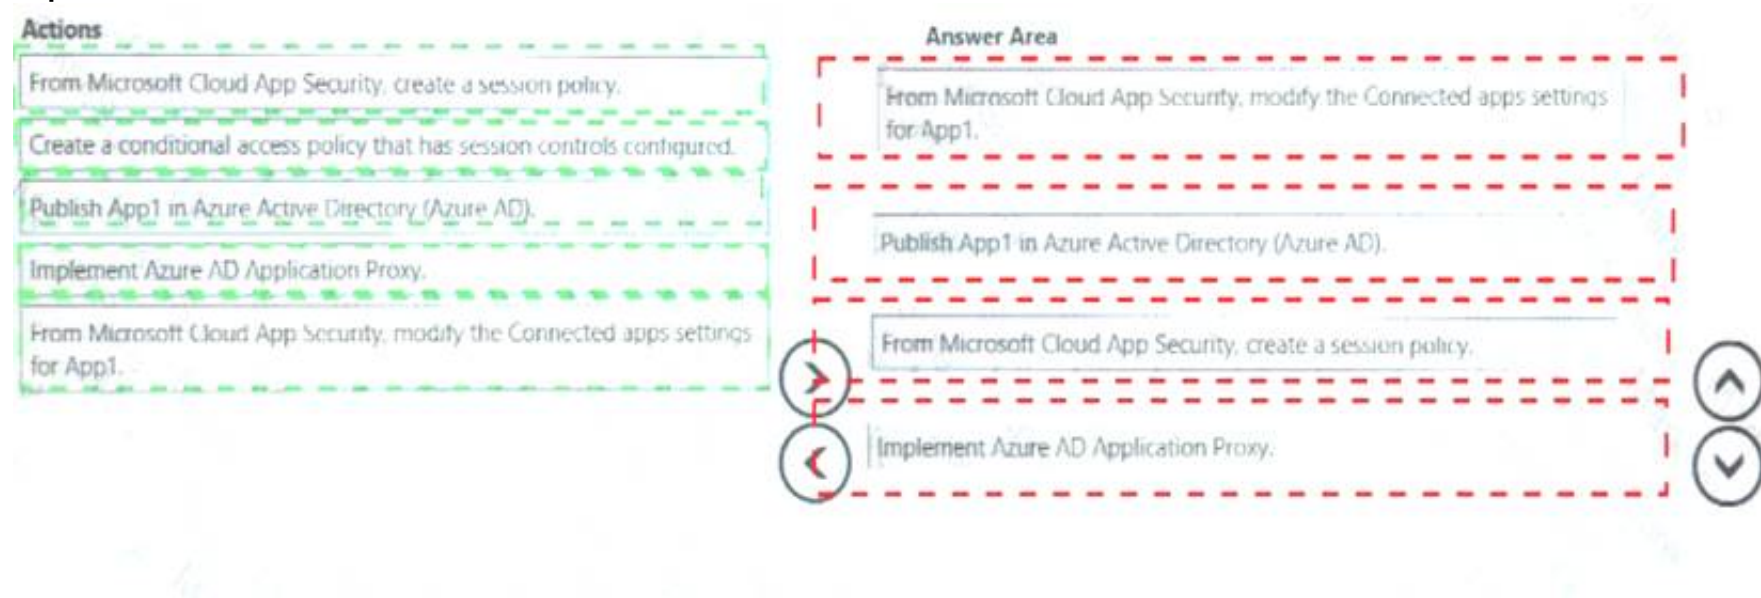 Actions
From Microsoft Cloud App Security, create a session policy.
Create a conditional access policy that has session controls configured.
Publish App1 in Azure Active Directory (Azure AD).
Implement Azure AD Application Proxy.
From Microsoft Cloud App Security, modify the Connected apps settings
for App1.
Answer Area
From Microsoft Cloud App Security, modify the Connected apps settings
for App1.
Publish App1 in Azure Active Directory (Azure AD).
From Microsoft Cloud App Security, create a session policy.
Implement Azure AD Application Proxy.